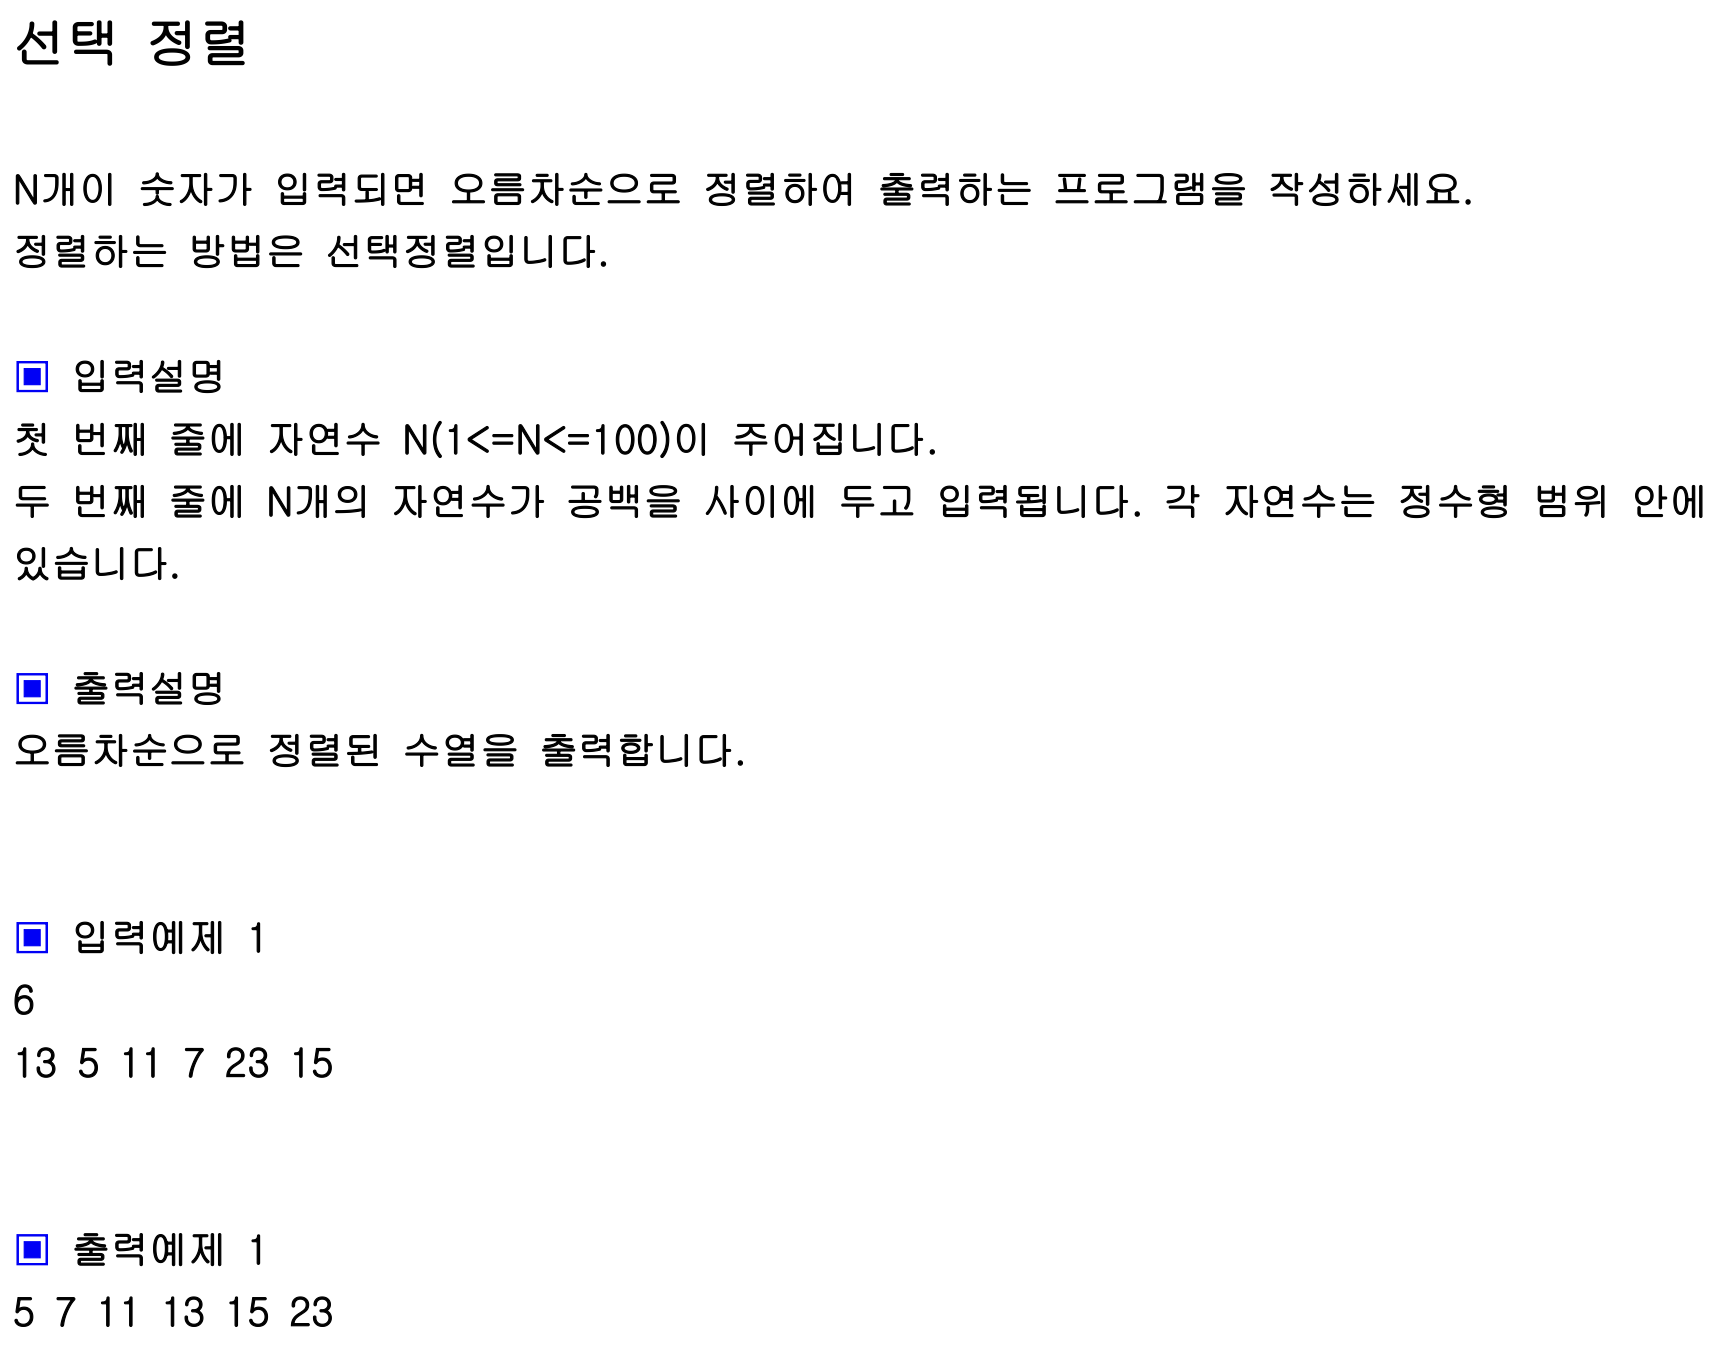 선택 정렬
N개이 숫자가 입력되면 오름차순으로 정렬하여 출력하는 프로그램을 작성하세요.
정렬하는 방법은 선택정렬입니다.
▣ 입력설명
첫 번째 줄에 자연수 N(1<=N<=100)이 주어집니다.
두 번째 줄에 N개의 자연수가 공백을 사이에 두고 입력됩니다. 각 자연수는 정수형 범위 안에
있습니다.
▣ 출력설명
오름차순으로 정렬된 수열을 출력합니다.
▣ 입력예제 1
6
13 5 11 7 23 15
▣ 출력예제 1
5 7 11 13 15 23